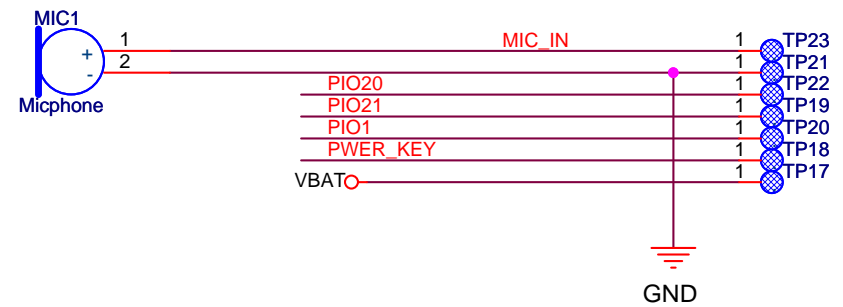 MIC1
1 MIC_IN 1 TP23
+
2 1 TP21
-
PIO20 1 TP22
Micphone
PIO21 1 TP19
PIO1 1 TP20
PWER_KEY 1 TP18
VBAT 1 TP17
GND